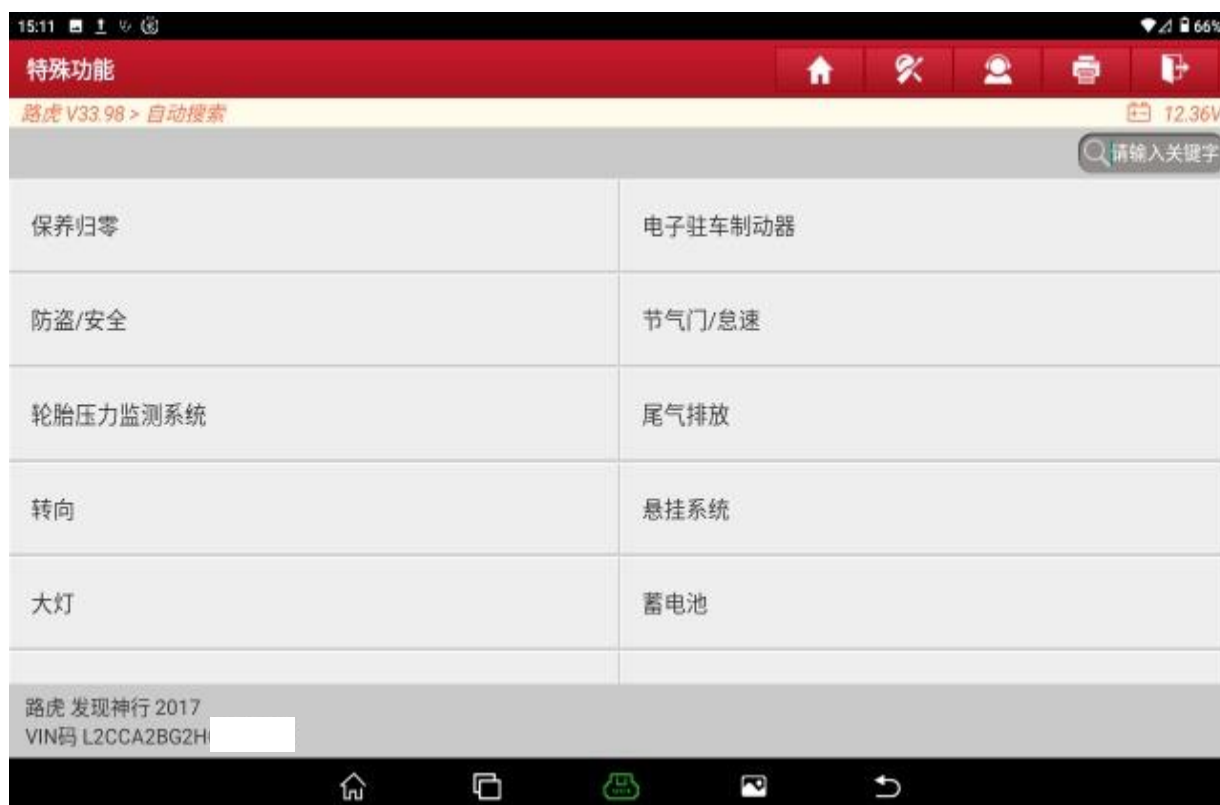 15:11
66%
特殊功能
路虎 V33.98 > 自动搜索
12.36V
请输入关键字
保养归零
电子驻车制动器
防盗/安全
节气门/怠速
轮胎压力监测系统
尾气排放
转向
悬挂系统
大灯
蓄电池
路虎 发现神行 2017
VIN码 L2CCA2BG2H